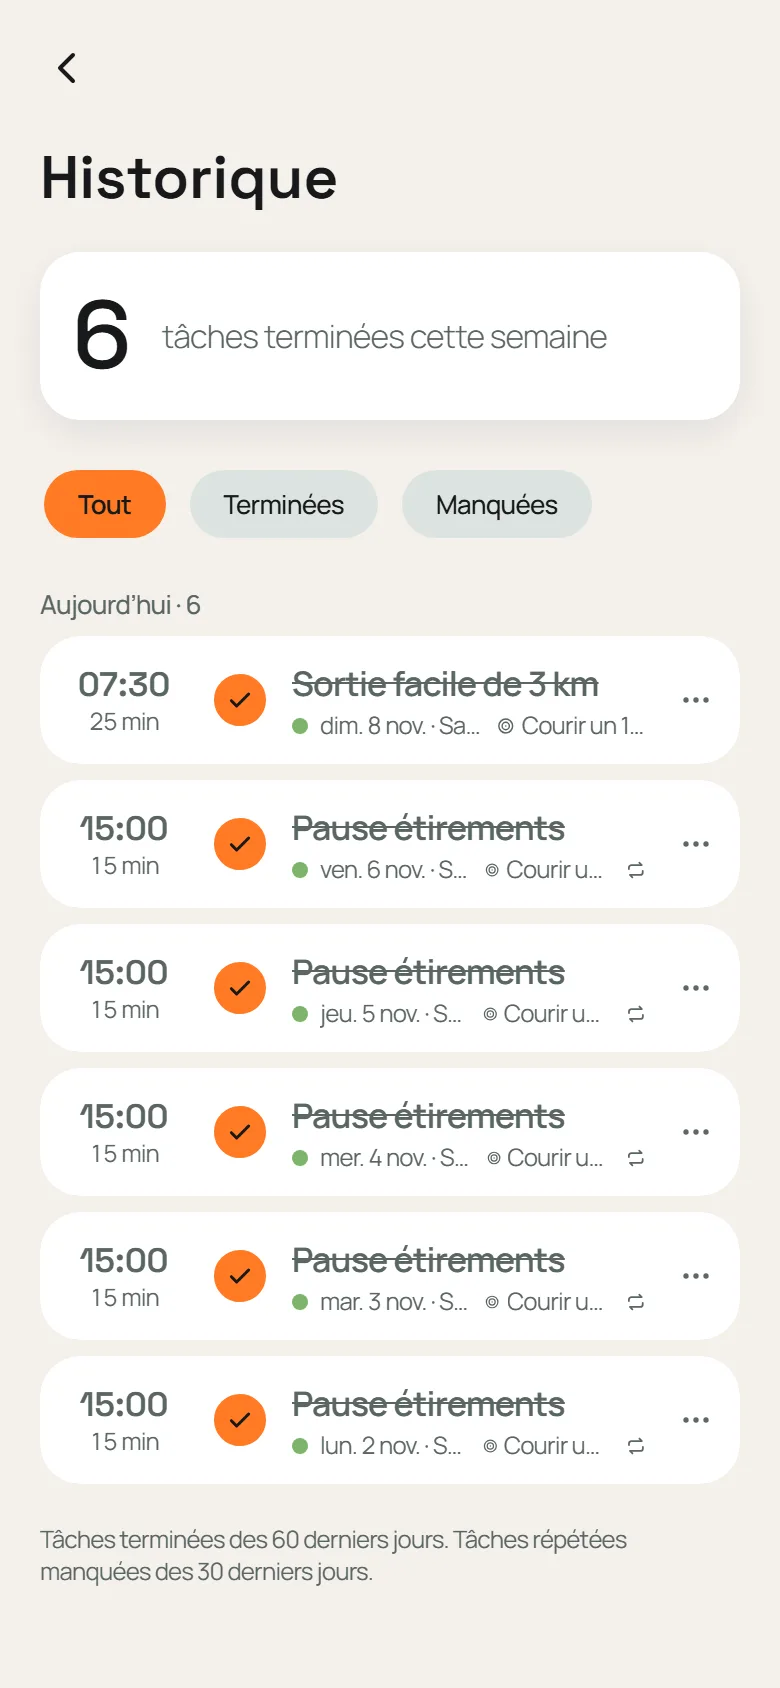 Historique
6
tâches terminées cette semaine
Tout
Terminées
Manquées
Aujourd’hui · 6
07:30
25 min
Sortie facile de 3 km
dim. 8 nov. · Sa...
Courir un 1...
15:00
15 min
Pause étirements
ven. 6 nov. · S...
Courir u...
15:00
15 min
Pause étirements
jeu. 5 nov. · S...
Courir u...
15:00
15 min
Pause étirements
mer. 4 nov. · S...
Courir u...
15:00
15 min
Pause étirements
mar. 3 nov. · S...
Courir u...
15:00
15 min
Pause étirements
lun. 2 nov. · S...
Courir u...
Tâches terminées des 60 derniers jours. Tâches répétées
manquées des 30 derniers jours.